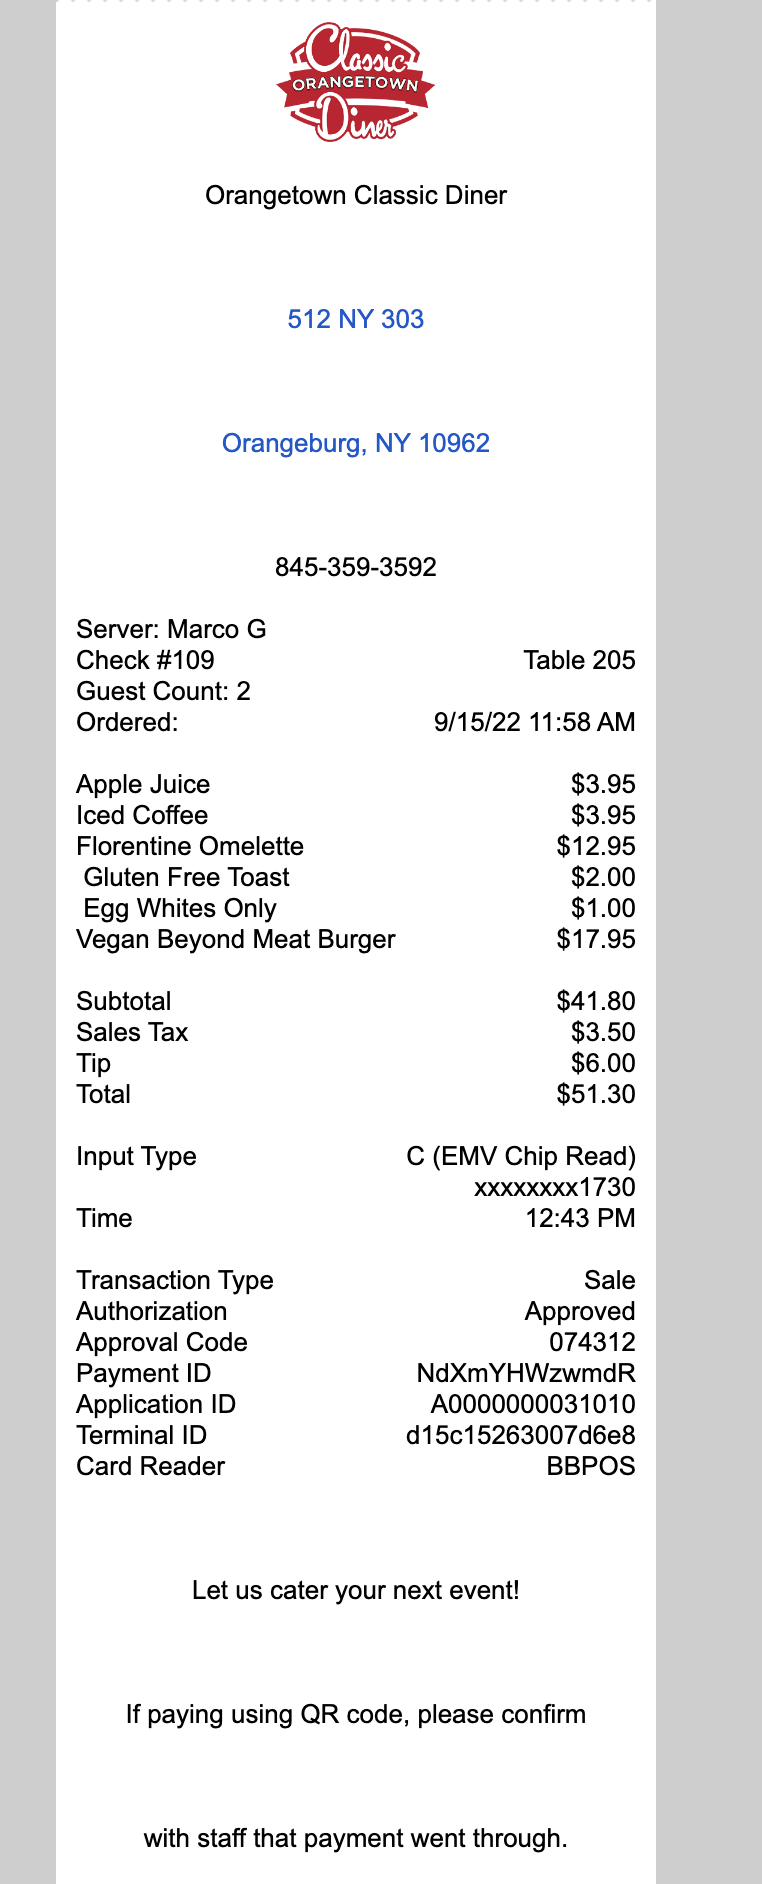 Classic
ORANGETOWN
Diner
Orangetown Classic Diner
512 NY 303
Orangeburg, NY 10962
845-359-3592
Server: Marco G
Check #109 Table 205
Guest Count: 2
Ordered: 9/15/22 11:58 AM
Apple Juice $3.95
Iced Coffee $3.95
Florentine Omelette $12.95
Gluten Free Toast $2.00
Egg Whites Only $1.00
Vegan Beyond Meat Burger $17.95
Subtotal $41.80
Sales Tax $3.50
Tip $6.00
Total $51.30
Input Type C (EMV Chip Read)
xxxxxxxx1730
Time 12:43 PM
Transaction Type Sale
Authorization Approved
Approval Code 074312
Payment ID NdXmYHWzwmdR
Application ID A0000000031010
Terminal ID d15c15263007d6e8
Card Reader BBPOS
Let us cater your next event!
If paying using QR code, please confirm
with staff that payment went through.